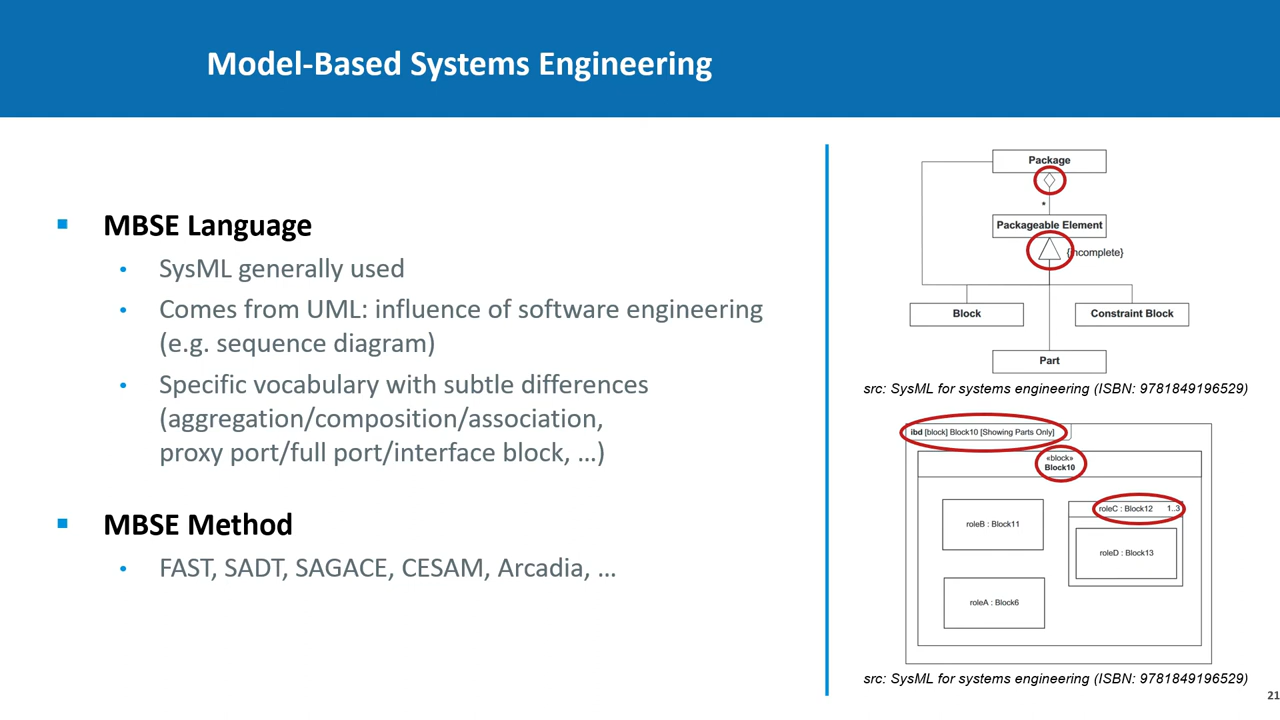 Model-Based Systems Engineering
MBSE Language
SysML generally used
Comes from UML: influence of software engineering
(e.g. sequence diagram)
Specific vocabulary with subtle differences
(aggregation/composition/association,
proxy port/full port/interface block, …)
MBSE Method
FAST, SADT, SAGACE, CESAM, Arcadia, …
Package
*
Packageable Element
{incomplete}
Block
Constraint Block
Part
src: SysML for systems engineering (ISBN: 9781849196529)
ibd [block] Block10 [Showing Parts Only]
«block»
Block10
roleB : Block11
roleC : Block12 1..3
roleD : Block13
roleA : Block6
src: SysML for systems engineering (ISBN: 9781849196529)
21